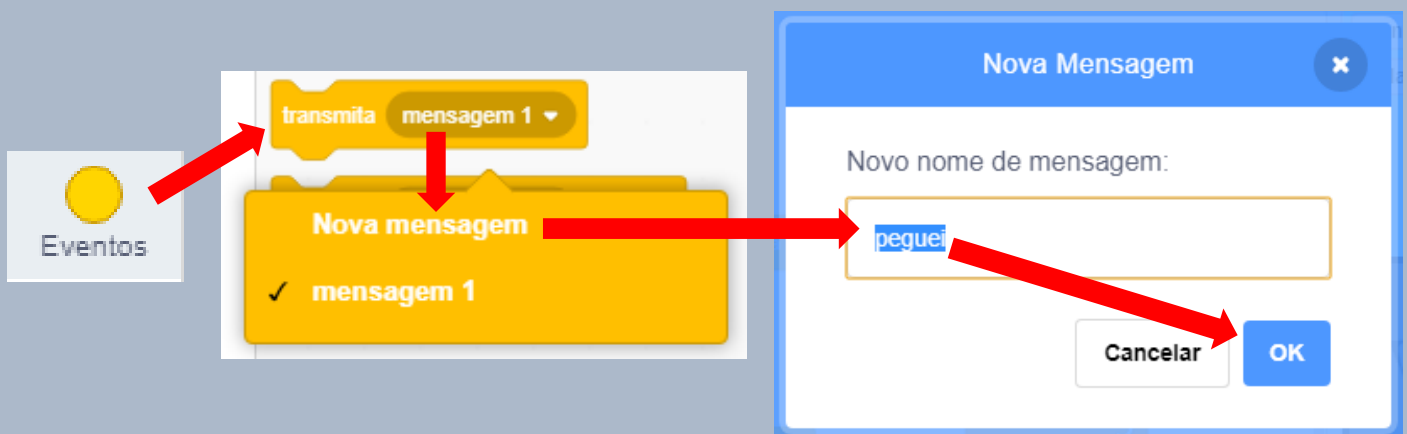 Eventos
transmita mensagem 1
Nova mensagem
✓ mensagem 1
Nova Mensagem
Novo nome de mensagem:
peguei
Cancelar OK